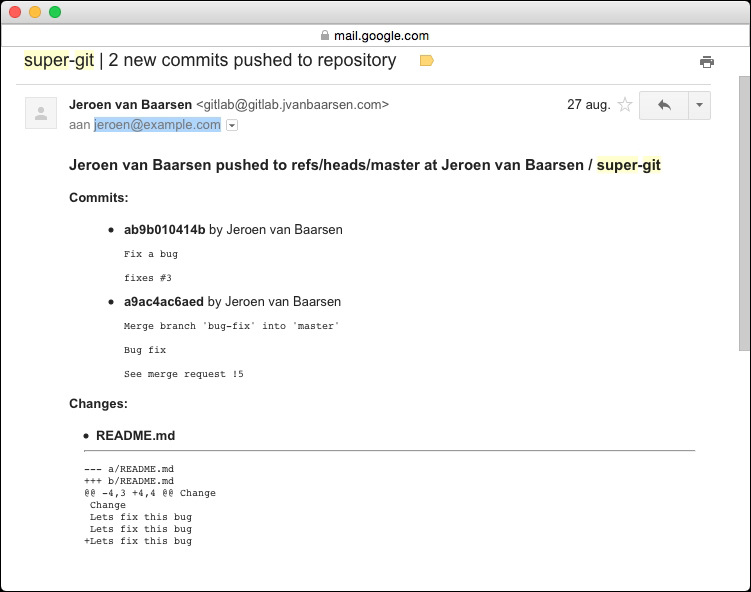 mail.google.com
super-git | 2 new commits pushed to repository
Jeroen van Baarsen <gitlab@gitlab.jvanbaarsen.com> 27 aug.
aan jeroen@example.com
Jeroen van Baarsen pushed to refs/heads/master at Jeroen van Baarsen / super-git
Commits:
• ab9b010414b by Jeroen van Baarsen
Fix a bug
fixes #3
• a9ac4ac6aed by Jeroen van Baarsen
Merge branch 'bug-fix' into 'master'
Bug fix
See merge request !5
Changes:
• README.md
--- a/README.md
+++ b/README.md
@@ -4,3 +4,4 @@ Change
 Change
 Lets fix this bug
 Lets fix this bug
+Lets fix this bug